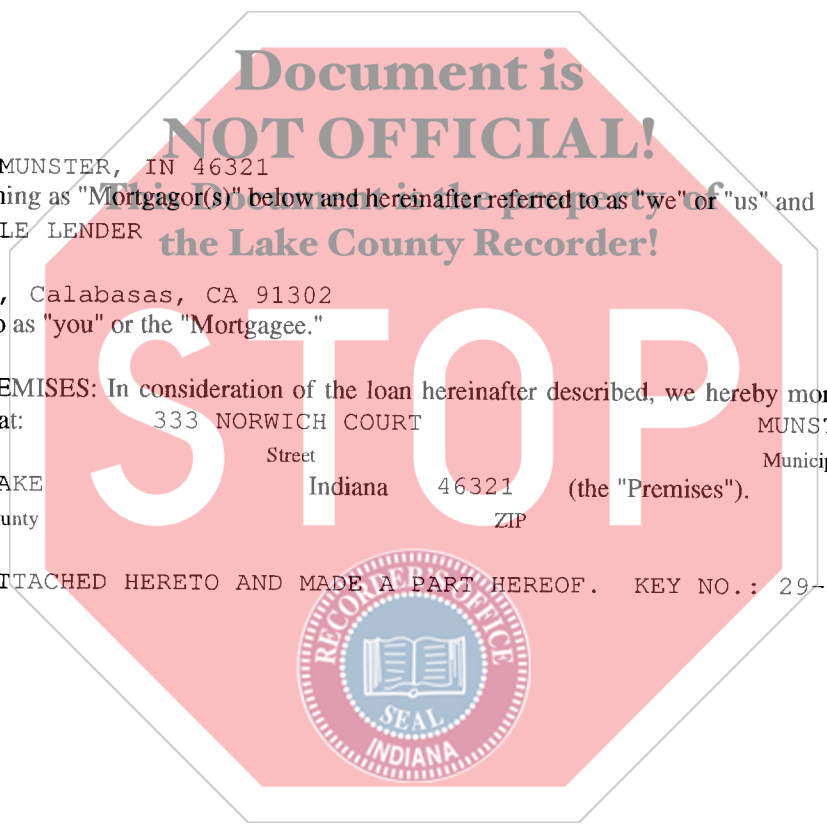 Document is
NOT OFFICIAL!
MUNSTER, IN 46321
This Document is the property of
ning as "Mortgagor(s)" below and hereinafter referred to as "we" or "us" and
LE LENDER
the Lake County Recorder!
, Calabasas, CA 91302
o as "you" or the "Mortgagee."
EMISES: In consideration of the loan hereinafter described, we hereby mor
at: 333 NORWICH COURT MUNST
Street Municip
AKE Indiana 46321 (the "Premises").
unty ZIP
STOP
TTACHED HERETO AND MADE A PART HEREOF. KEY NO.: 29-
RECORDER'S OFFICE
SEAL
INDIANA